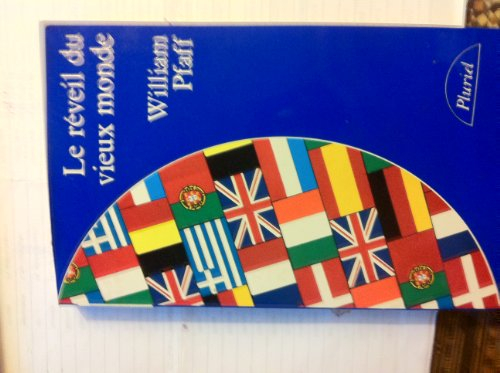 Le réveil du
vieux monde
William
Pfaff
Pluriel